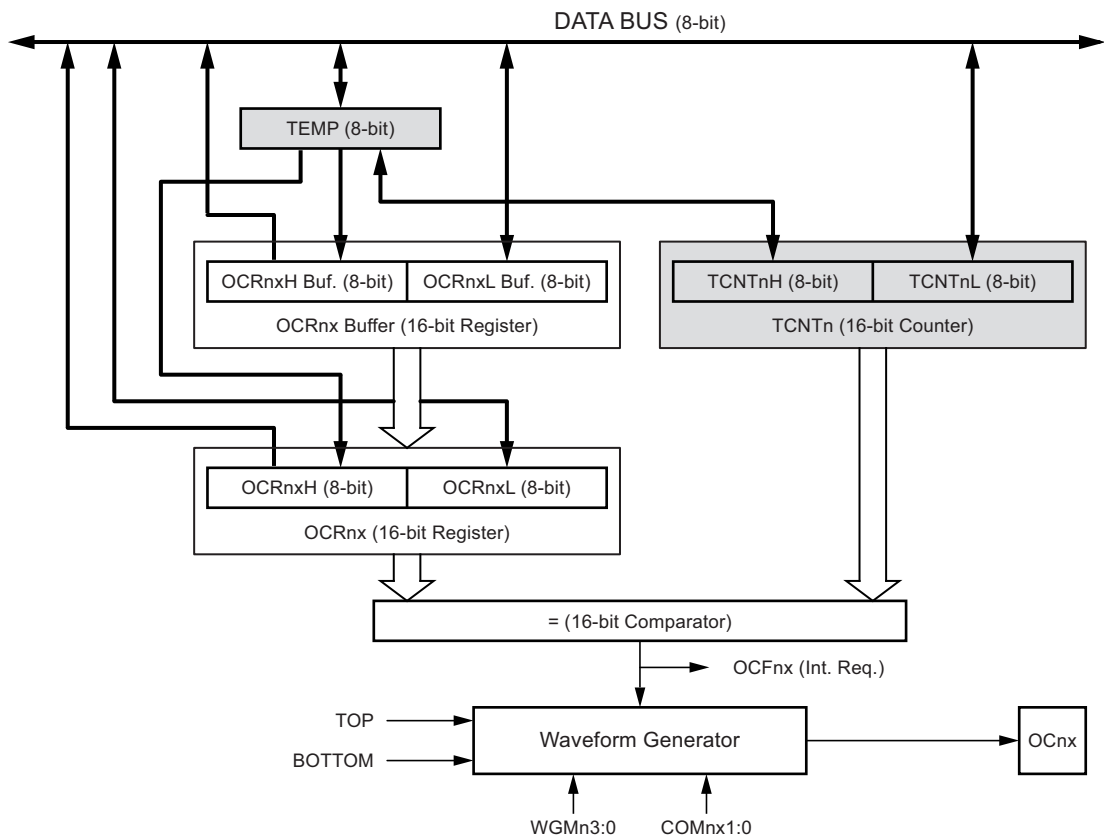 DATA BUS (8-bit)
TEMP (8-bit)
OCRnxH Buf. (8-bit)
OCRnxL Buf. (8-bit)
OCRnx Buffer (16-bit Register)
TCNTnH (8-bit)
TCNTnL (8-bit)
TCNTn (16-bit Counter)
OCRnxH (8-bit)
OCRnxL (8-bit)
OCRnx (16-bit Register)
= (16-bit Comparator)
OCFnx (Int. Req.)
TOP
BOTTOM
Waveform Generator
OCnx
WGMn3:0
COMnx1:0